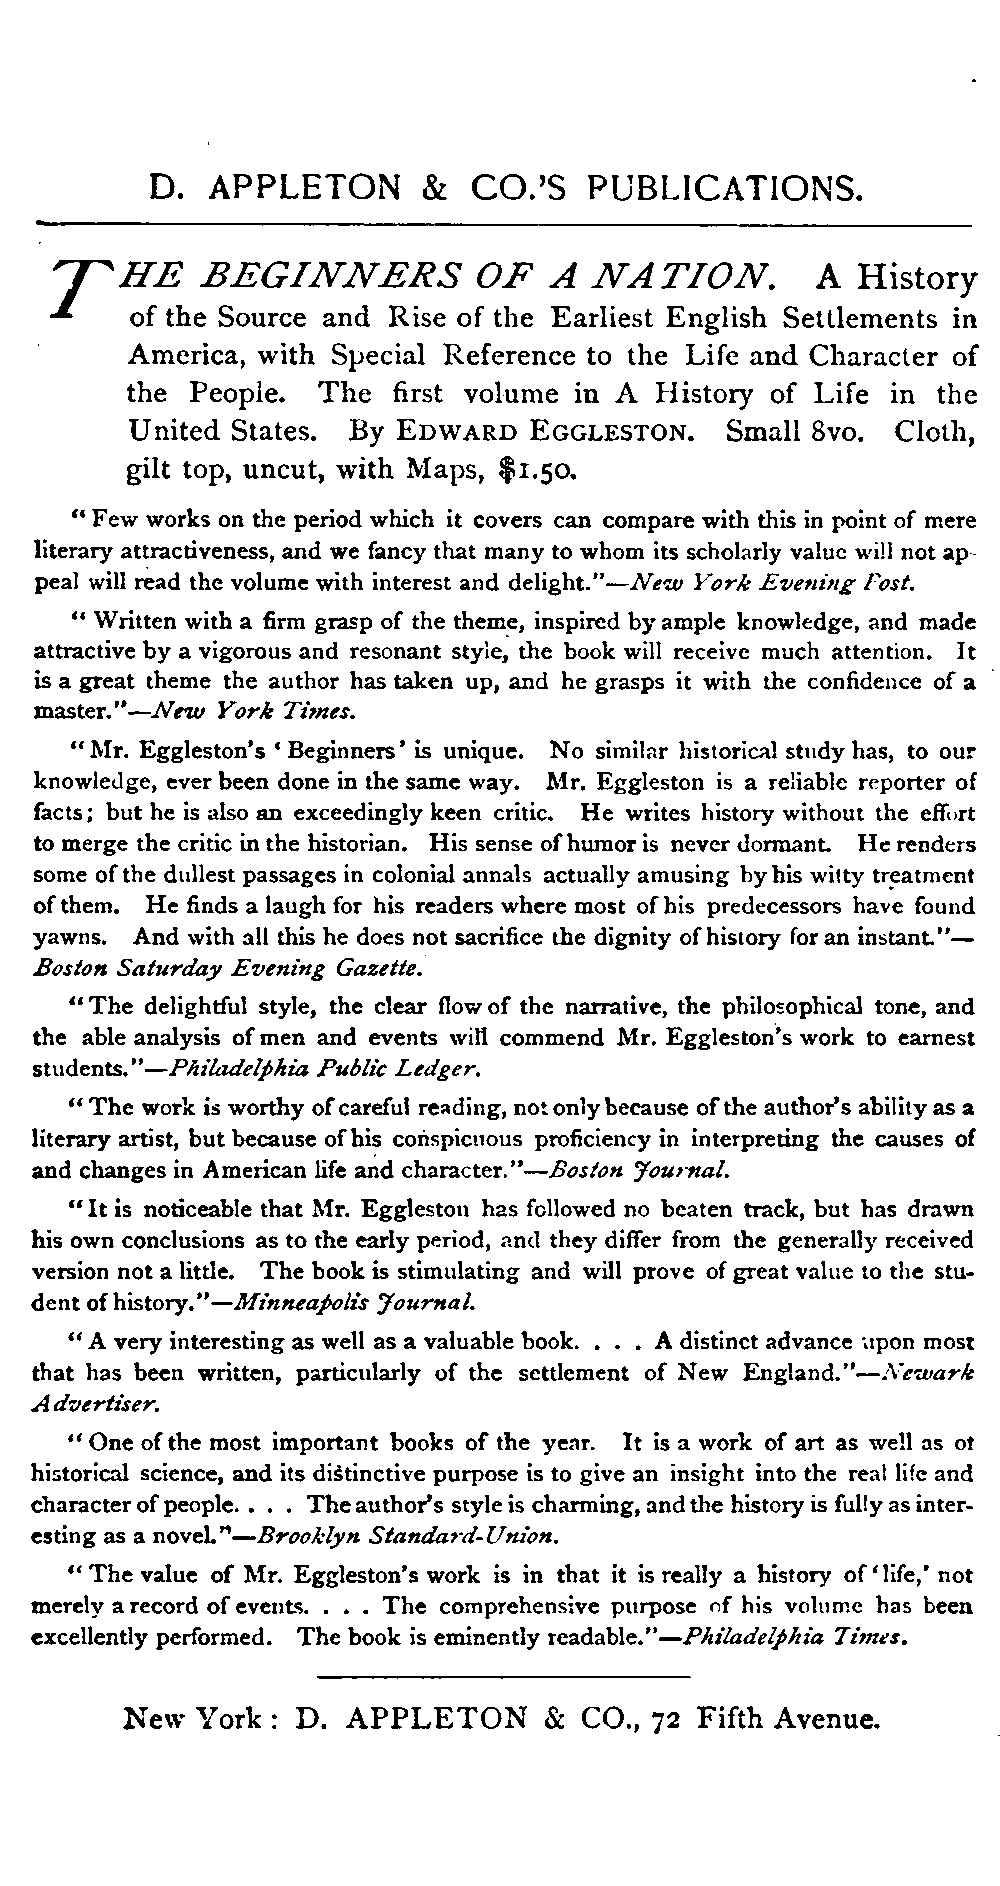 D. APPLETON & CO.'S PUBLICATIONS.
THE BEGINNERS OF A NATION. A History
of the Source and Rise of the Earliest English Settlements in
America, with Special Reference to the Life and Character of
the People. The first volume in A History of Life in the
United States. By EDWARD EGGLESTON. Small 8vo. Cloth,
gilt top, uncut, with Maps, $1.50.
"Few works on the period which it covers can compare with this in point of mere
literary attractiveness, and we fancy that many to whom its scholarly value will not ap-
peal will read the volume with interest and delight."—New York Evening Post.
"Written with a firm grasp of the theme, inspired by ample knowledge, and made
attractive by a vigorous and resonant style, the book will receive much attention. It
is a great theme the author has taken up, and he grasps it with the confidence of a
master."—New York Times.
"Mr. Eggleston's 'Beginners' is unique. No similar historical study has, to our
knowledge, ever been done in the same way. Mr. Eggleston is a reliable reporter of
facts; but he is also an exceedingly keen critic. He writes history without the effort
to merge the critic in the historian. His sense of humor is never dormant. He renders
some of the dullest passages in colonial annals actually amusing by his witty treatment
of them. He finds a laugh for his readers where most of his predecessors have found
yawns. And with all this he does not sacrifice the dignity of history for an instant."—
Boston Saturday Evening Gazette.
"The delightful style, the clear flow of the narrative, the philosophical tone, and
the able analysis of men and events will commend Mr. Eggleston's work to earnest
students."—Philadelphia Public Ledger.
"The work is worthy of careful reading, not only because of the author's ability as a
literary artist, but because of his conspicuous proficiency in interpreting the causes of
and changes in American life and character."—Boston Journal.
"It is noticeable that Mr. Eggleston has followed no beaten track, but has drawn
his own conclusions as to the early period, and they differ from the generally received
version not a little. The book is stimulating and will prove of great value to the stu-
dent of history."—Minneapolis Journal.
"A very interesting as well as a valuable book. . . . A distinct advance upon most
that has been written, particularly of the settlement of New England."—Newark
Advertiser.
"One of the most important books of the year. It is a work of art as well as of
historical science, and its distinctive purpose is to give an insight into the real life and
character of people. . . . The author's style is charming, and the history is fully as inter-
esting as a novel."—Brooklyn Standard-Union.
"The value of Mr. Eggleston's work is in that it is really a history of 'life,' not
merely a record of events. . . . The comprehensive purpose of his volume has been
excellently performed. The book is eminently readable."—Philadelphia Times.
New York: D. APPLETON & CO., 72 Fifth Avenue.